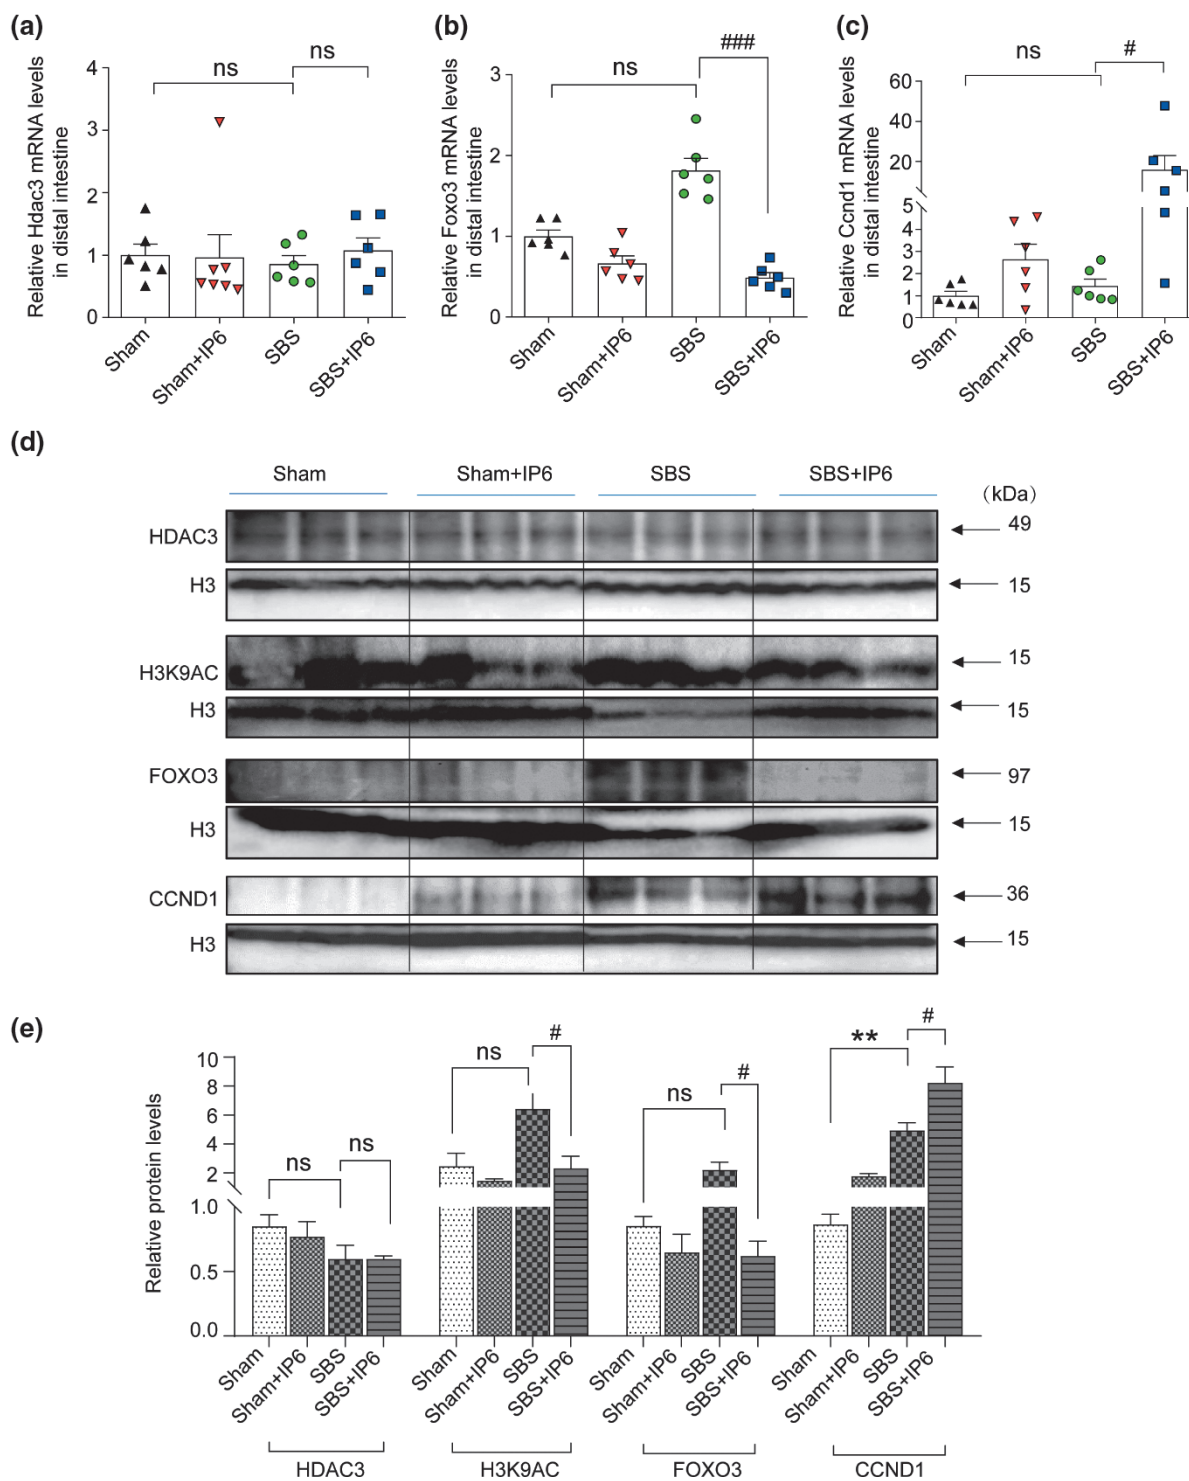 (a)
Relative Hdac3 mRNA levels
in distal intestine
4
3
2
1
0
ns
ns
Sham
Sham+IP6
SBS
SBS+IP6
(b)
Relative Foxo3 mRNA levels
in distal intestine
3
2
1
0
ns
###
Sham
Sham+IP6
SBS
SBS+IP6
(c)
Relative Ccnd1 mRNA levels
in distal intestine
60
40
20
5
4
3
2
1
0
ns
#
Sham
Sham+IP6
SBS
SBS+IP6
(d)
Sham Sham+IP6 SBS SBS+IP6 (kDa)
HDAC3 49
H3 15
H3K9AC 15
H3 15
FOXO3 97
H3 15
CCND1 36
H3 15
(e)
Relative protein levels
10
8
6
4
2
1.0
0.5
0.0
ns ns
ns #
ns #
** #
Sham Sham+IP6 SBS SBS+IP6 Sham Sham+IP6 SBS SBS+IP6 Sham Sham+IP6 SBS SBS+IP6 Sham Sham+IP6 SBS SBS+IP6
HDAC3 H3K9AC FOXO3 CCND1